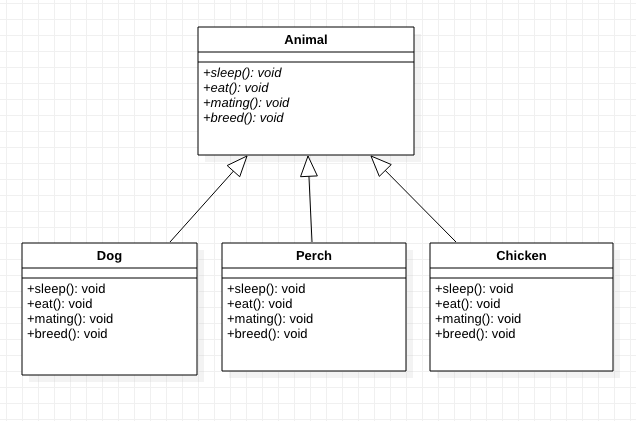 Animal
+sleep(): void
+eat(): void
+mating(): void
+breed(): void
Dog
+sleep(): void
+eat(): void
+mating(): void
+breed(): void
Perch
+sleep(): void
+eat(): void
+mating(): void
+breed(): void
Chicken
+sleep(): void
+eat(): void
+mating(): void
+breed(): void